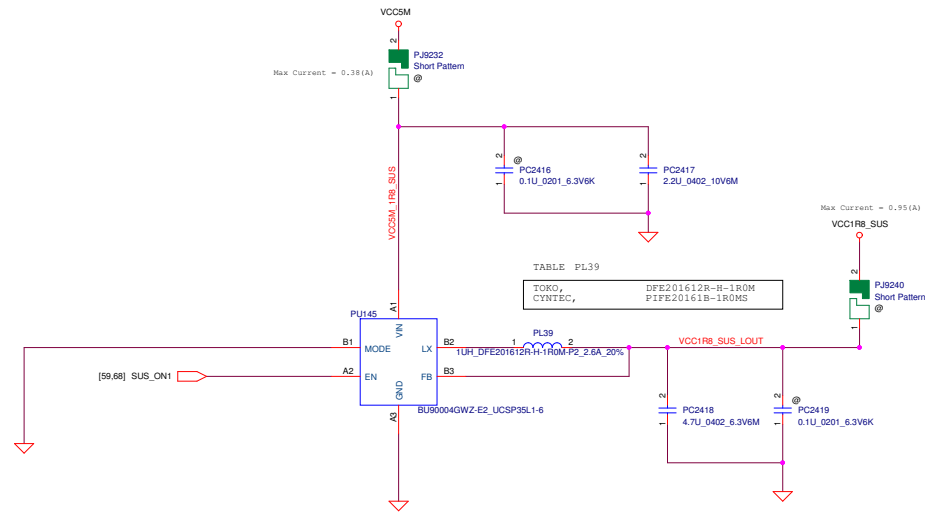 VCC5M
2
PJ9232
Short Pattern
@
Max Current = 0.38(A)
1
2
@
PC2416
0.1U_0201_6.3V6K
1
2
PC2417
2.2U_0402_10V6M
1
VCC5M_1R8_SUS
Max Current = 0.95(A)
VCC1R8_SUS
TABLE PL39
TOKO, DFE201612R-H-1R0M
CYNTEC, PIFE20161B-1R0MS
2
PJ9240
Short Pattern
@
1
PU145
A1
VIN
B1
MODE
LX
B2
1
PL39
2
1UH_DFE201612R-H-1R0M-P2_2.6A_20%
VCC1R8_SUS_LOUT
[59,68] SUS_ON1
A2
EN
FB
B3
GND
A3
BU90004GWZ-E2_UCSP35L1-6
2
PC2418
4.7U_0402_6.3V6M
1
2
@
PC2419
0.1U_0201_6.3V6K
1